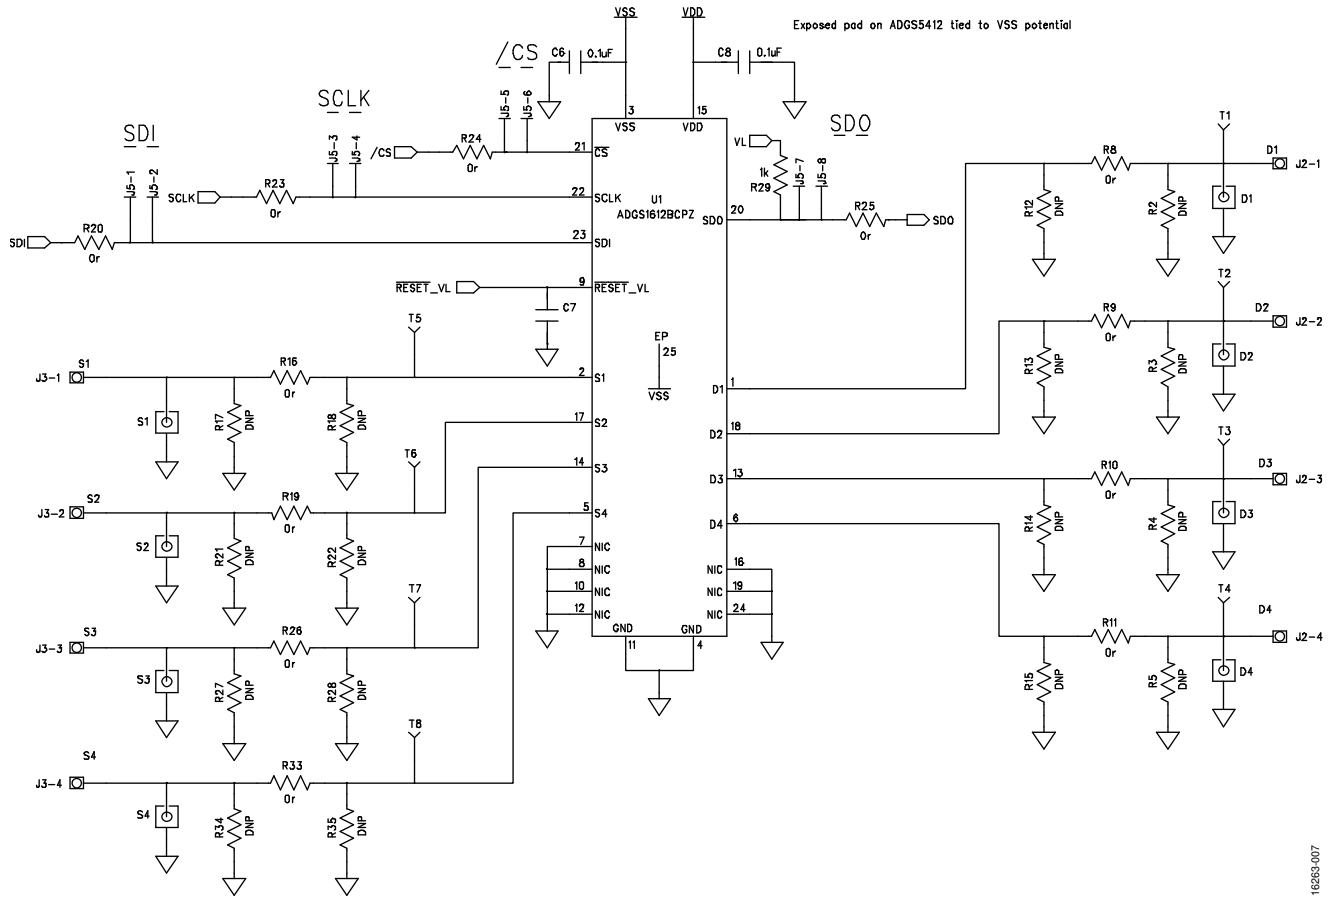 VSS
VDD
Exposed pad on ADGS5412 tied to VSS potential
C6
0.1uF
C8
0.1uF
/CS
SCLK
SDI
SDO
J5-5
J5-6
J5-3
J5-4
J5-1
J5-2
J5-7
J5-8
3
15
VSS
VDD
/CS
R24
0r
21
CS
SCLK
R23
0r
22
SCLK
SDI
R20
0r
23
SDI
U1
ADGS1612BCPZ
VL
1k
R29
20
SDO
R25
0r
SDO
RESET_VL
9
RESET_VL
C7
EP
25
VSS
T5
J3-1
S1
R16
0r
2
S1
S1
R17
DNP
R18
DNP
17
S2
T6
J3-2
S2
R19
0r
14
S3
S2
R21
DNP
R22
DNP
5
S4
T7
J3-3
S3
R26
0r
S3
R27
DNP
R28
DNP
T8
J3-4
S4
R33
0r
S4
R34
DNP
R35
DNP
7
NIC
8
NIC
10
NIC
12
NIC
GND
GND
11
4
NIC
16
NIC
19
NIC
24
D1
1
D2
18
D3
13
D4
6
T1
R8
0r
D1
J2-1
R12
DNP
R2
DNP
D1
T2
R9
0r
D2
J2-2
R13
DNP
R3
DNP
D2
T3
R10
0r
D3
J2-3
R14
DNP
R4
DNP
D3
T4
R11
0r
D4
J2-4
R15
DNP
R5
DNP
D4
16263-007